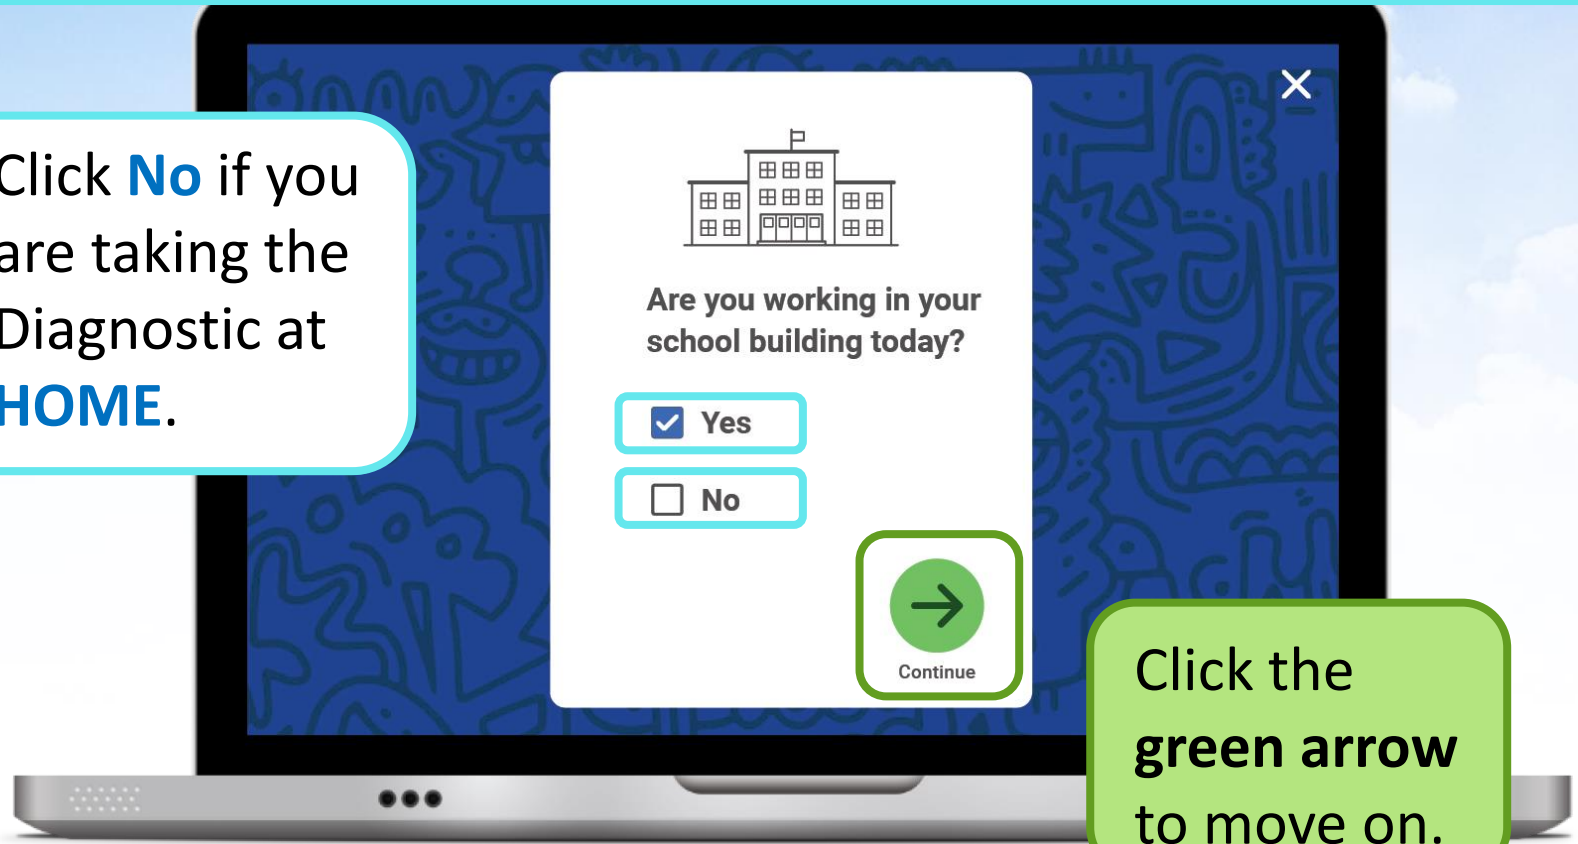 Click No if you
are taking the
Diagnostic at
HOME.
Are you working in your
school building today?
Yes
No
Continue
Click the
green arrow
to move on.